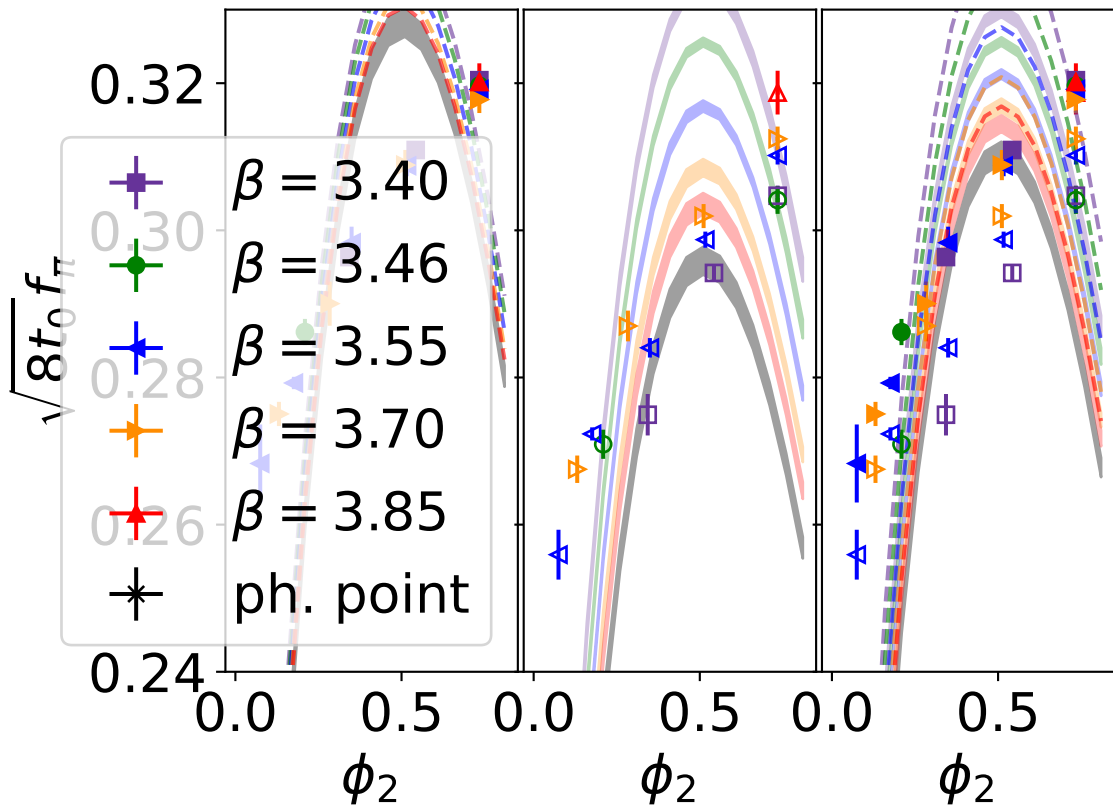 √8t₀ f_π
0.32
0.30
0.28
0.26
0.24
β = 3.40
β = 3.46
β = 3.55
β = 3.70
β = 3.85
ph. point
0.0 0.5 0.0 0.5 0.0 0.5
ϕ₂ ϕ₂ ϕ₂